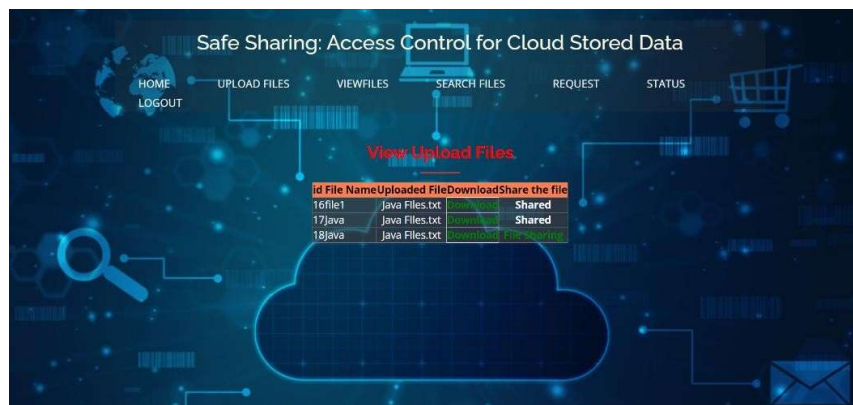 Safe Sharing: Access Control for Cloud Stored Data
HOME UPLOAD FILES VIEWFILES SEARCH FILES REQUEST STATUS
LOGOUT
View Upload Files
id File Name Uploaded File Download Share the file
16 file1 Java FIles.txt Download Shared
17 Java Java FIles.txt Download Shared
18 Java Java FIles.txt Download File Sharing